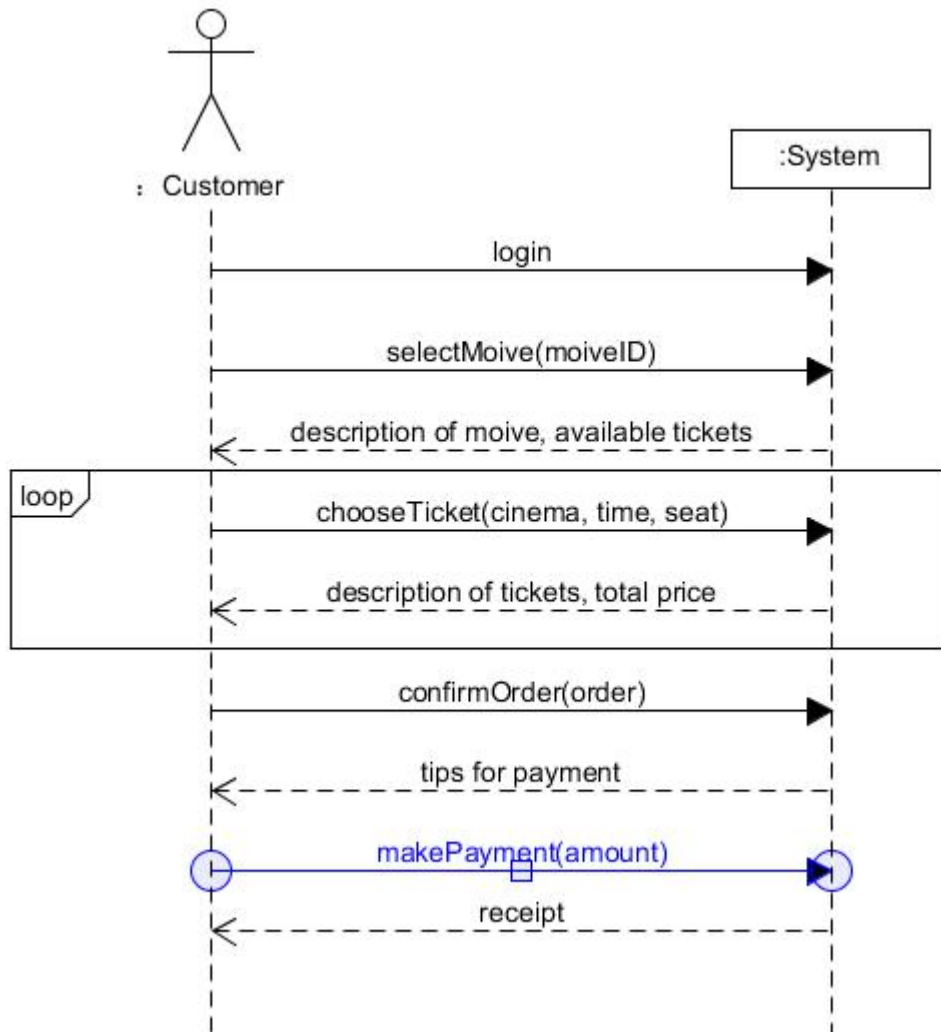 ： Customer
:System
login
selectMoive(moiveID)
description of moive, available tickets
loop
chooseTicket(cinema, time, seat)
description of tickets, total price
confirmOrder(order)
tips for payment
makePayment(amount)
receipt